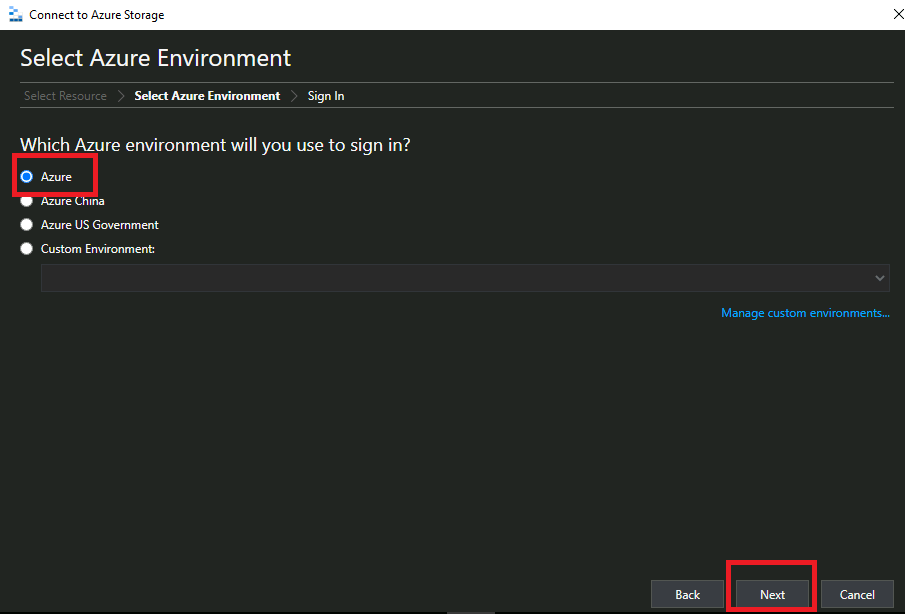 Connect to Azure Storage
Select Azure Environment
Select Resource Select Azure Environment Sign In
Which Azure environment will you use to sign in?
Azure
Azure China
Azure US Government
Custom Environment:
Manage custom environments...
Back Next Cancel